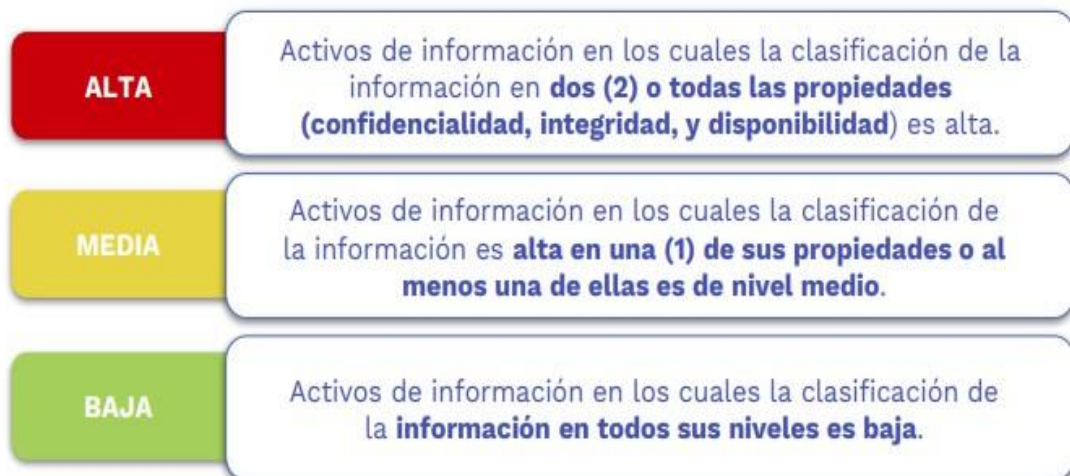 ALTA
Activos de información en los cuales la clasificación de la
información en dos (2) o todas las propiedades
(confidencialidad, integridad, y disponibilidad) es alta.
MEDIA
Activos de información en los cuales la clasificación de
la información es alta en una (1) de sus propiedades o al
menos una de ellas es de nivel medio.
BAJA
Activos de información en los cuales la clasificación de
la información en todos sus niveles es baja.